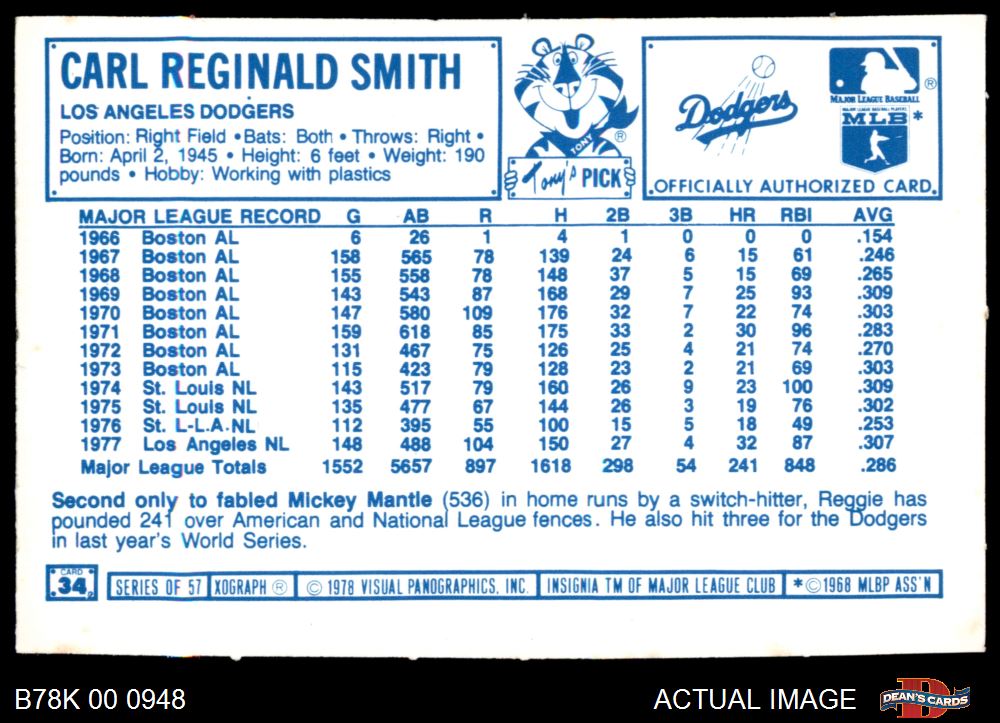 CARL REGINALD SMITH
LOS ANGELES DODGERS
Position: Right Field • Bats: Both • Throws: Right •
Born: April 2, 1945 • Height: 6 feet • Weight: 190
pounds • Hobby: Working with plastics
TONY
®
Tony's PICK
Dodgers
®
MAJOR LEAGUE BASEBALL
MAJOR LEAGUE BASEBALL PLAYERS
MLB *
OFFICIALLY AUTHORIZED CARD
MAJOR LEAGUE RECORD G AB R H 2B 3B HR RBI AVG
1966 Boston AL 6 26 1 4 1 0 0 0 .154
1967 Boston AL 158 565 78 139 24 6 15 61 .246
1968 Boston AL 155 558 78 148 37 5 15 69 .265
1969 Boston AL 143 543 87 168 29 7 25 93 .309
1970 Boston AL 147 580 109 176 32 7 22 74 .303
1971 Boston AL 159 618 85 175 33 2 30 96 .283
1972 Boston AL 131 467 75 126 25 4 21 74 .270
1973 Boston AL 115 423 79 128 23 2 21 69 .303
1974 St. Louis NL 143 517 79 160 26 9 23 100 .309
1975 St. Louis NL 135 477 67 144 26 3 19 76 .302
1976 St. L-L.A. NL 112 395 55 100 15 5 18 49 .253
1977 Los Angeles NL 148 488 104 150 27 4 32 87 .307
Major League Totals 1552 5657 897 1618 298 54 241 848 .286
Second only to fabled Mickey Mantle (536) in home runs by a switch-hitter, Reggie has
pounded 241 over American and National League fences. He also hit three for the Dodgers
in last year's World Series.
CARD
34
SERIES OF 57 XOGRAPH ® © 1978 VISUAL PANOGRAPHICS, INC. INSIGNIA TM OF MAJOR LEAGUE CLUB * © 1968 MLBP ASS'N
B78K 00 0948
ACTUAL IMAGE
DEAN'S CARDS